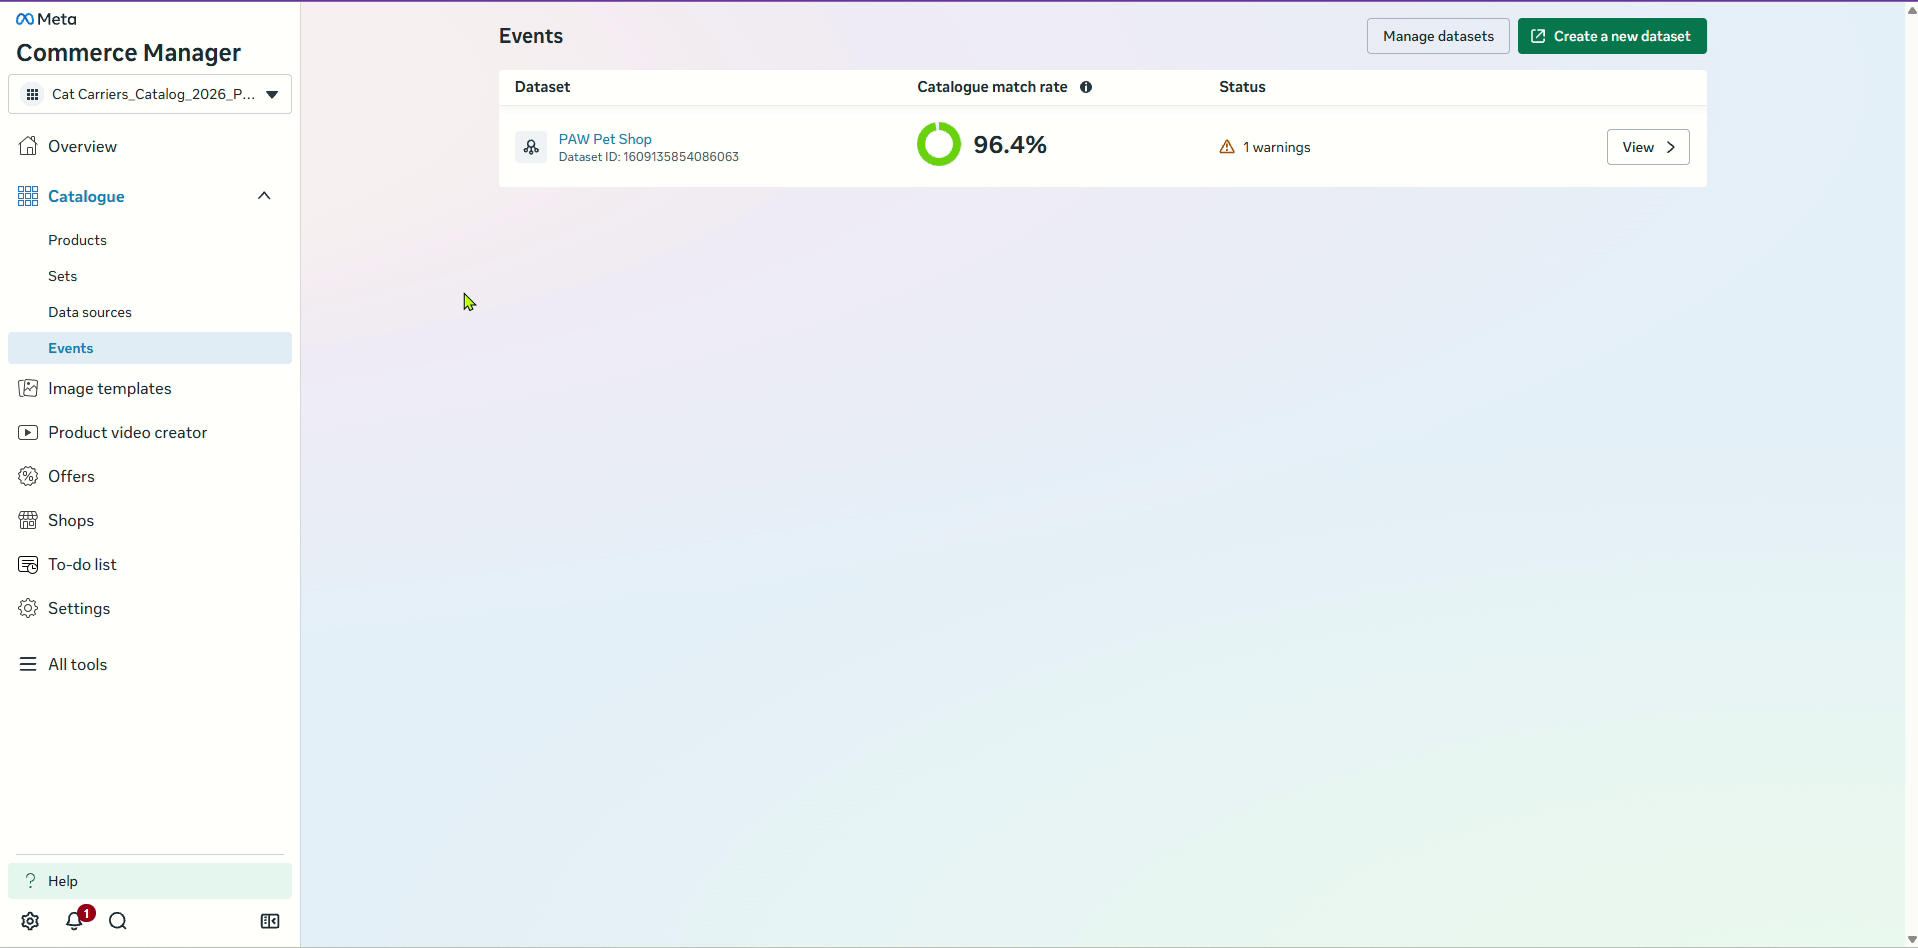 Meta
Commerce Manager
Cat Carriers_Catalog_2026_P...
Overview
Catalogue
Products
Sets
Data sources
Events
Image templates
Product video creator
Offers
Shops
To-do list
Settings
All tools
? Help
1
Events
Manage datasets
Create a new dataset
Dataset
Catalogue match rate
Status
PAW Pet Shop
Dataset ID: 1609135854086063
96.4%
1 warnings
View